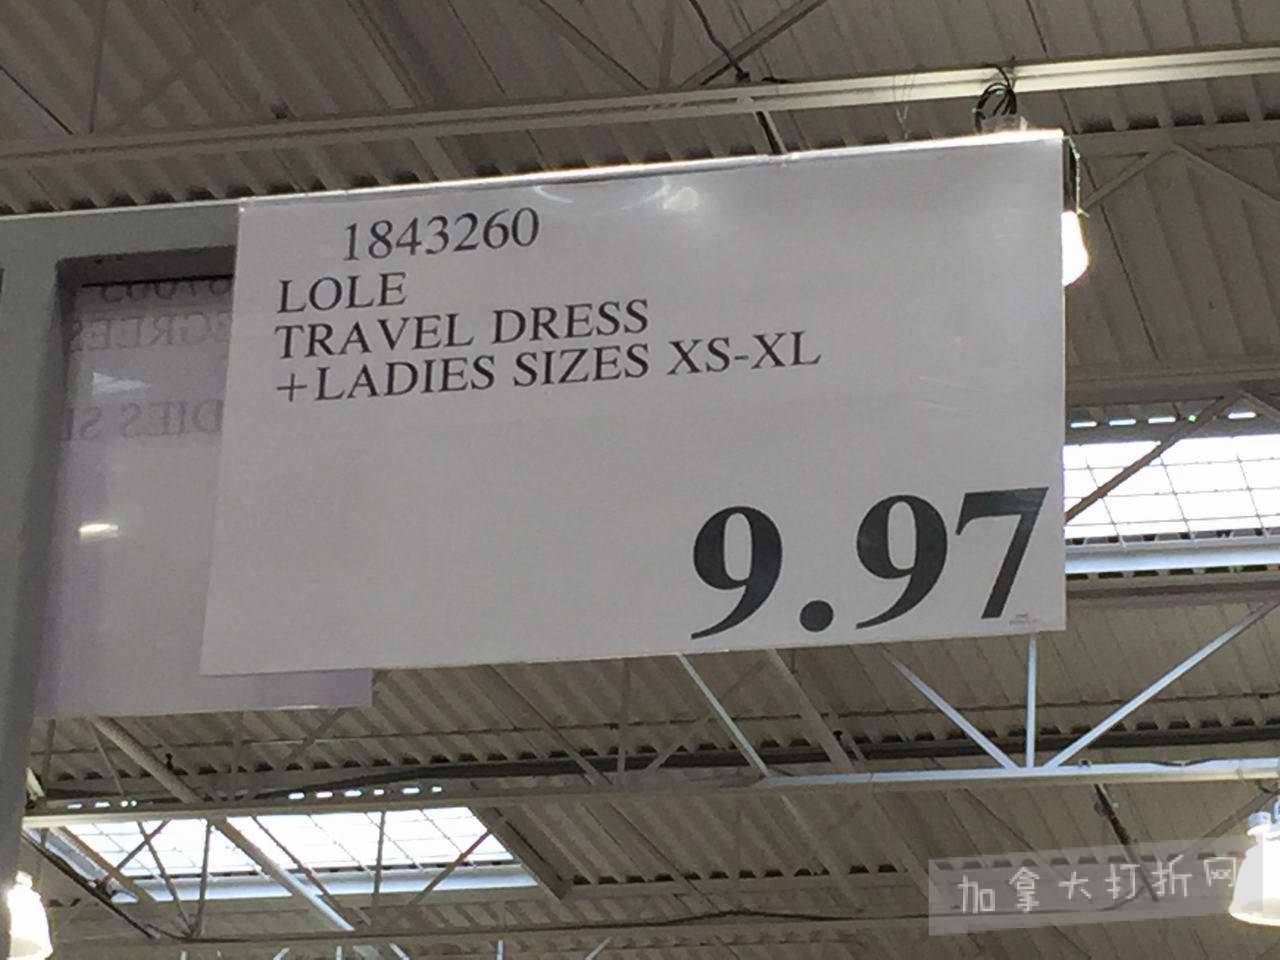 1843260
LOLE
TRAVEL DRESS
+LADIES SIZES XS-XL
9.97
加拿大打折网